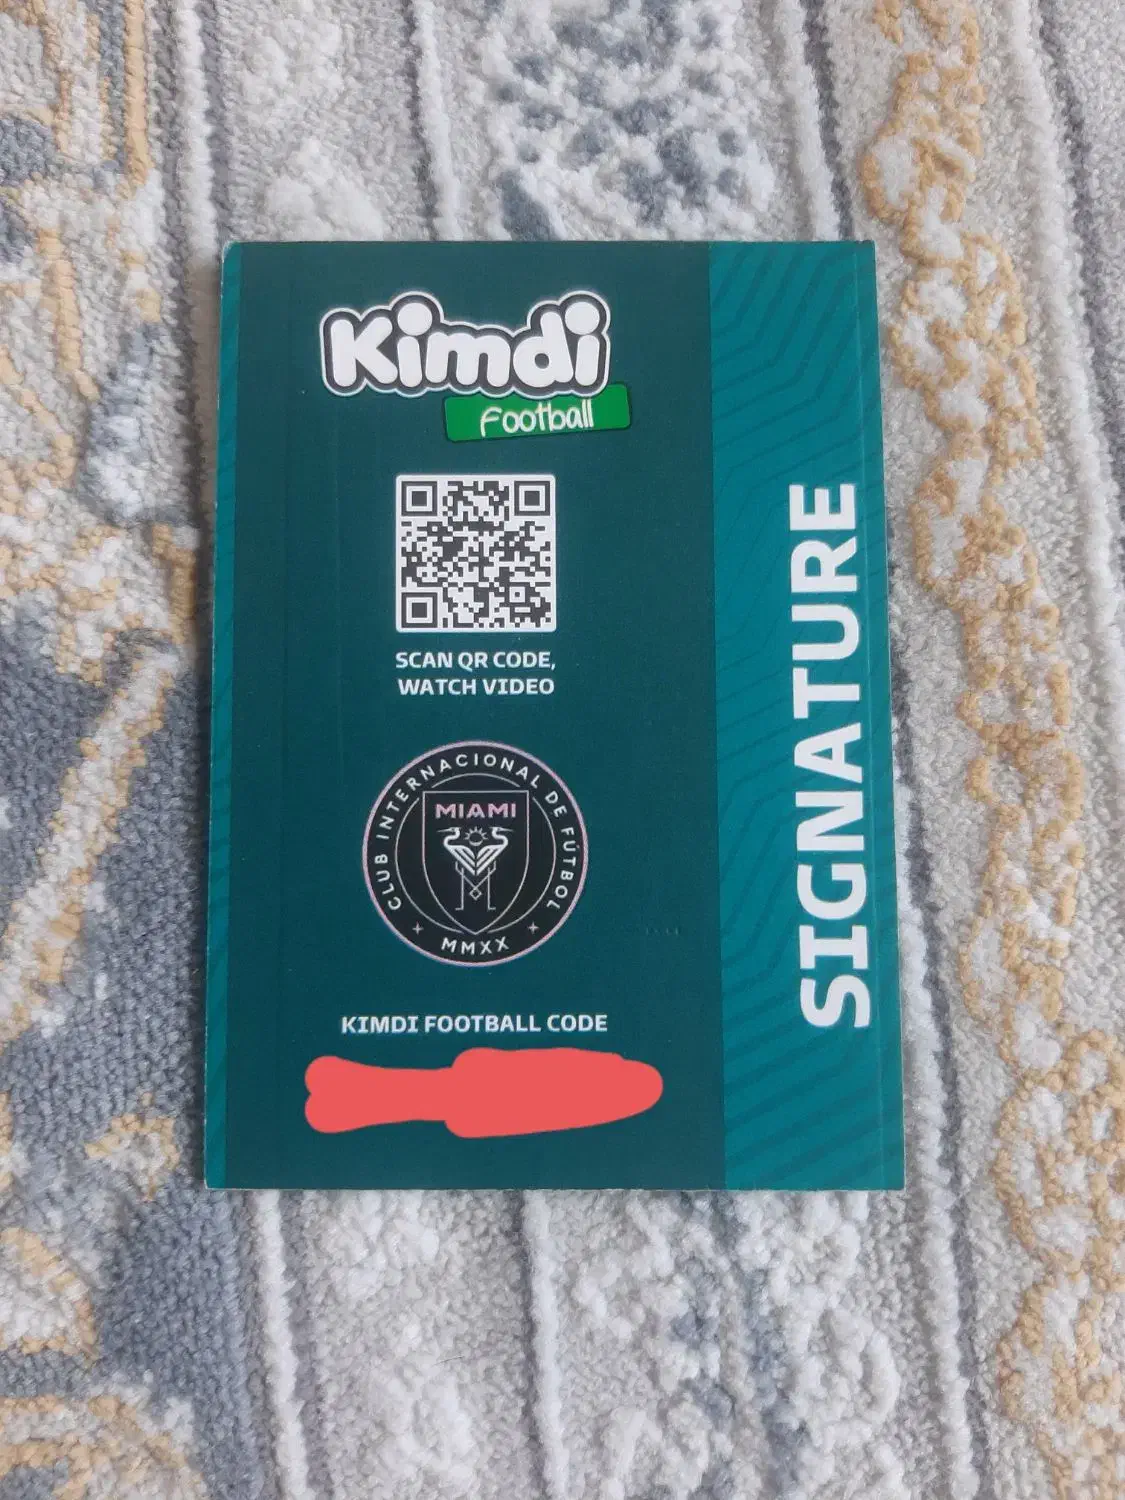 Kimdi
Football
SCAN QR CODE,
WATCH VIDEO
CLUB INTERNACIONAL DE FÚTBOL
MIAMI
MMXX
KIMDI FOOTBALL CODE
SIGNATURE